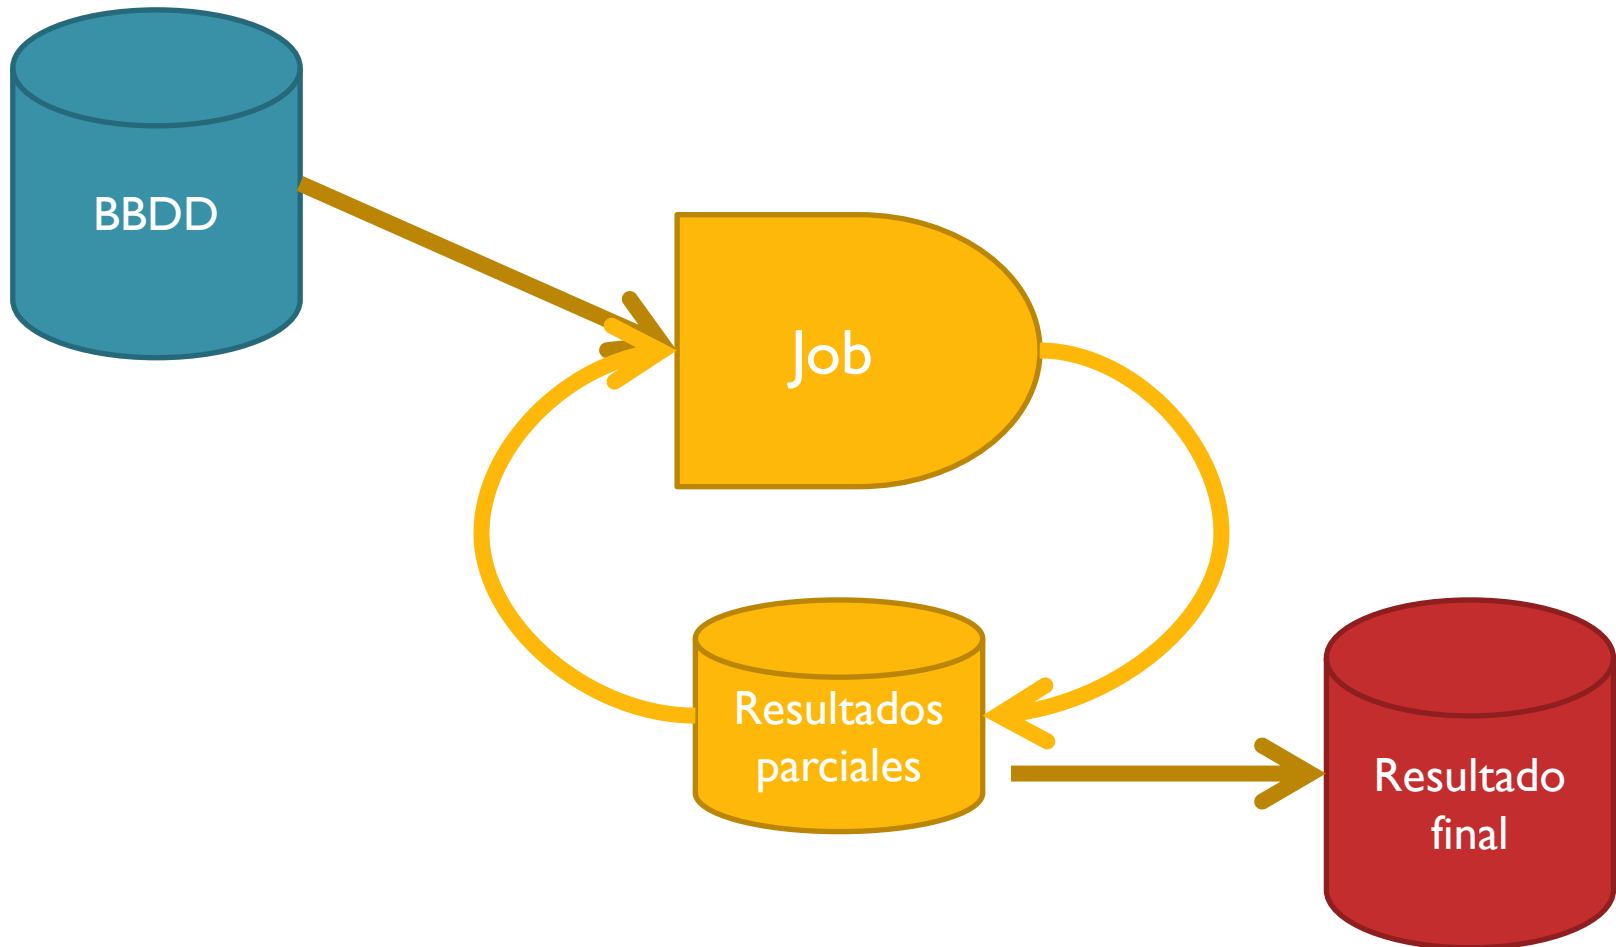 BBDD
Job
Resultados
parciales
Resultado
final